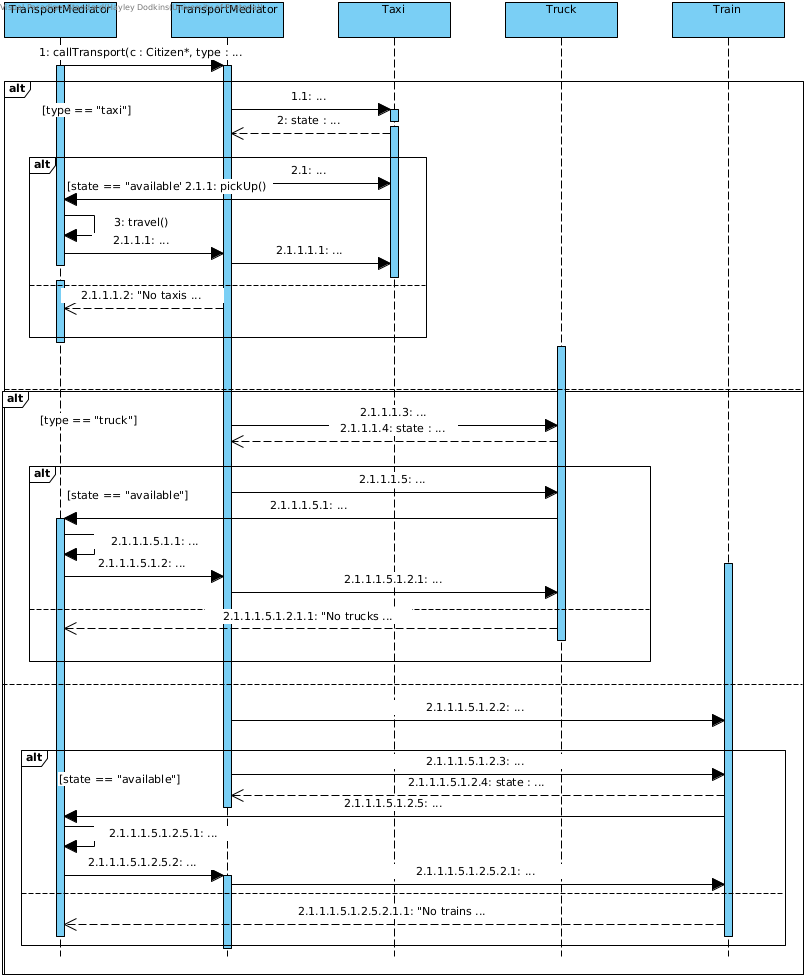 TransportMediator
TransportMediator
Taxi
Truck
Train
1: callTransport(c : Citizen*, type : ...
alt
[type == "taxi"]
1.1: ...
2: state : ...
alt
2.1: ...
[state == "available' 2.1.1: pickUp()
3: travel()
2.1.1.1: ...
2.1.1.1.1: ...
2.1.1.1.2: "No taxis ...
alt
[type == "truck"]
2.1.1.1.3: ...
2.1.1.1.4: state : ...
alt
2.1.1.1.5: ...
[state == "available"]
2.1.1.1.5.1: ...
2.1.1.1.5.1.1: ...
2.1.1.1.5.1.2: ...
2.1.1.1.5.1.2.1: ...
2.1.1.1.5.1.2.1.1: "No trucks ...
2.1.1.1.5.1.2.2: ...
alt
2.1.1.1.5.1.2.3: ...
[state == "available"]
2.1.1.1.5.1.2.4: state : ...
2.1.1.1.5.1.2.5: ...
2.1.1.1.5.1.2.5.1: ...
2.1.1.1.5.1.2.5.2: ...
2.1.1.1.5.1.2.5.2.1: ...
2.1.1.1.5.1.2.5.2.1.1: "No trains ...